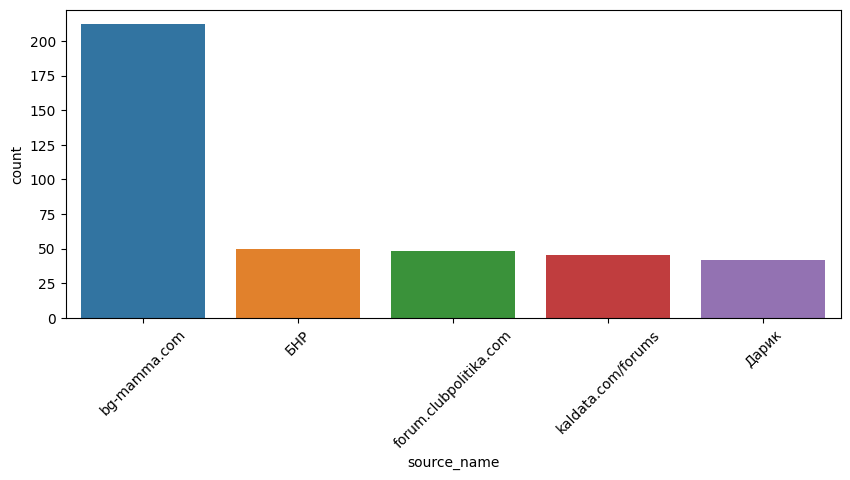 200
175
150
125
100
75
50
25
0
count
bg-mamma.com
БНР
forum.clubpolitika.com
kaldata.com/forums
Дарик
source_name